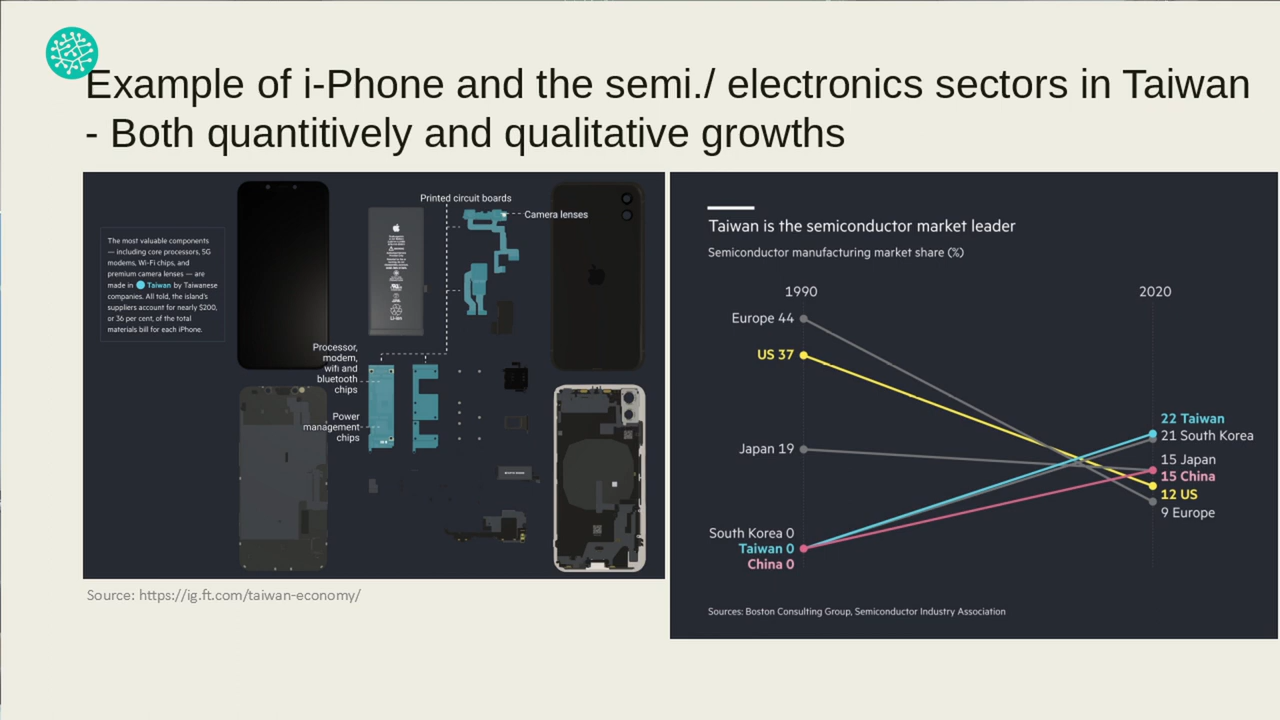 Example of i-Phone and the semi./ electronics sectors in Taiwan
- Both quantitively and qualitative growths
The most valuable components
— including core processors, 5G
modems, Wi-Fi chips, and
premium camera lenses — are
made in Taiwan by Taiwanese
companies. All told, the island's
suppliers account for nearly $200,
or 36 per cent, of the total
materials bill for each iPhone.
Printed circuit boards
Camera lenses
Processor,
modem,
wifi and
bluetooth
chips
Power
management
chips
Source: https://ig.ft.com/taiwan-economy/
Taiwan is the semiconductor market leader
Semiconductor manufacturing market share (%)
1990
2020
Europe 44
US 37
Japan 19
South Korea 0
Taiwan 0
China 0
22 Taiwan
21 South Korea
15 Japan
15 China
12 US
9 Europe
Sources: Boston Consulting Group, Semiconductor Industry Association